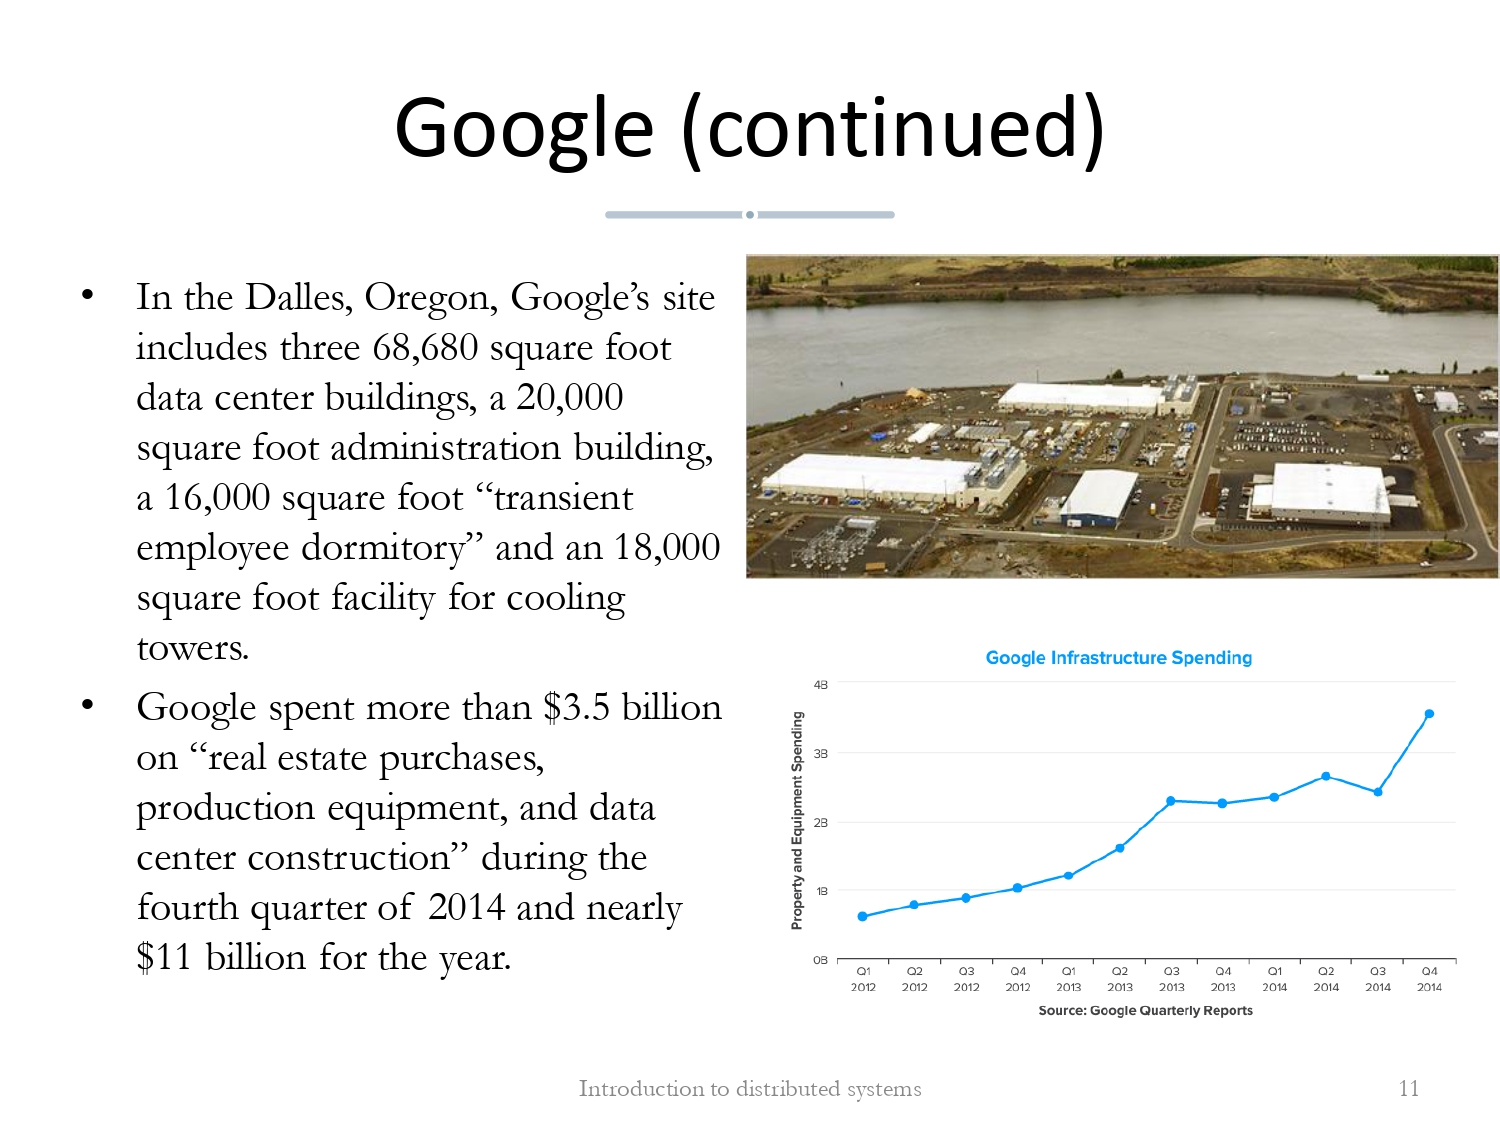 Google (continued)
• In the Dalles, Oregon, Google’s site
includes three 68,680 square foot
data center buildings, a 20,000
square foot administration building,
a 16,000 square foot “transient
employee dormitory” and an 18,000
square foot facility for cooling
towers.
• Google spent more than $3.5 billion
on “real estate purchases,
production equipment, and data
center construction” during the
fourth quarter of 2014 and nearly
$11 billion for the year.
Google Infrastructure Spending
Property and Equipment Spending
4B
3B
2B
1B
0B
Q1 Q2 Q3 Q4 Q1 Q2 Q3 Q4 Q1 Q2 Q3 Q4
2012 2012 2012 2012 2013 2013 2013 2013 2014 2014 2014 2014
Source: Google Quarterly Reports
Introduction to distributed systems
11